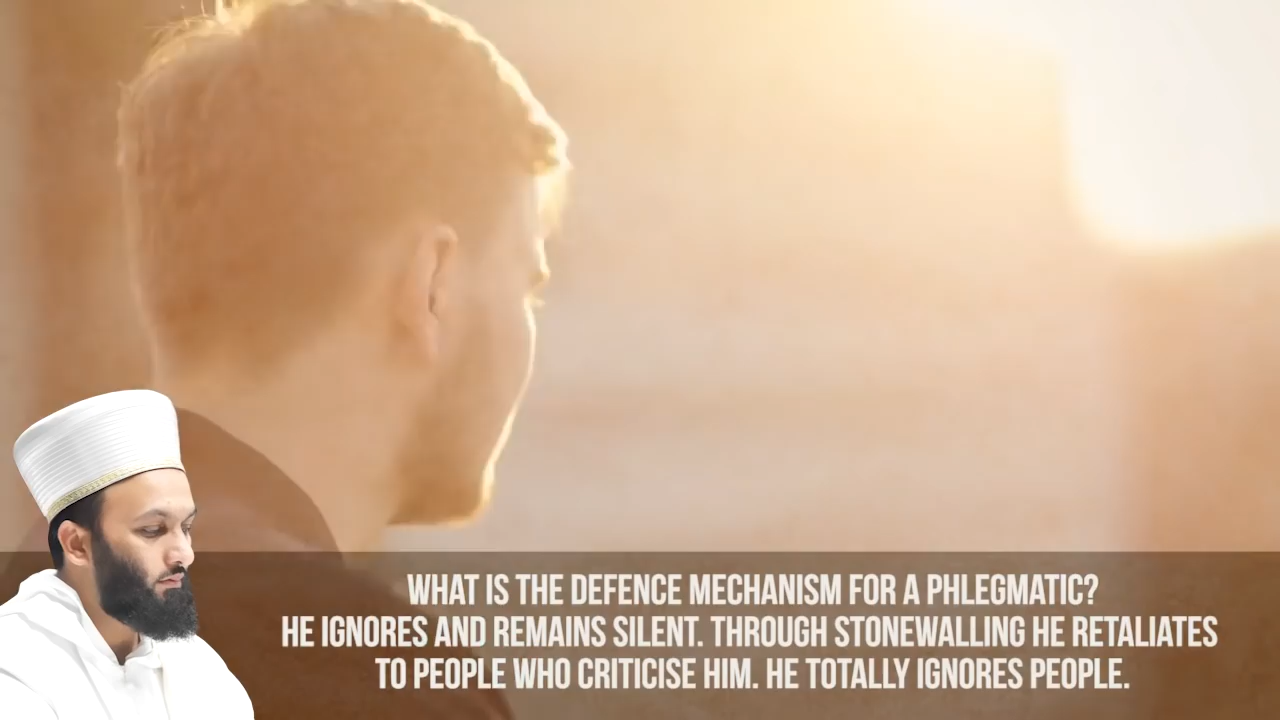 WHAT IS THE DEFENCE MECHANISM FOR A PHLEGMATIC?
HE IGNORES AND REMAINS SILENT. THROUGH STONEWALLING HE RETALIATES
TO PEOPLE WHO CRITICISE HIM. HE TOTALLY IGNORES PEOPLE.